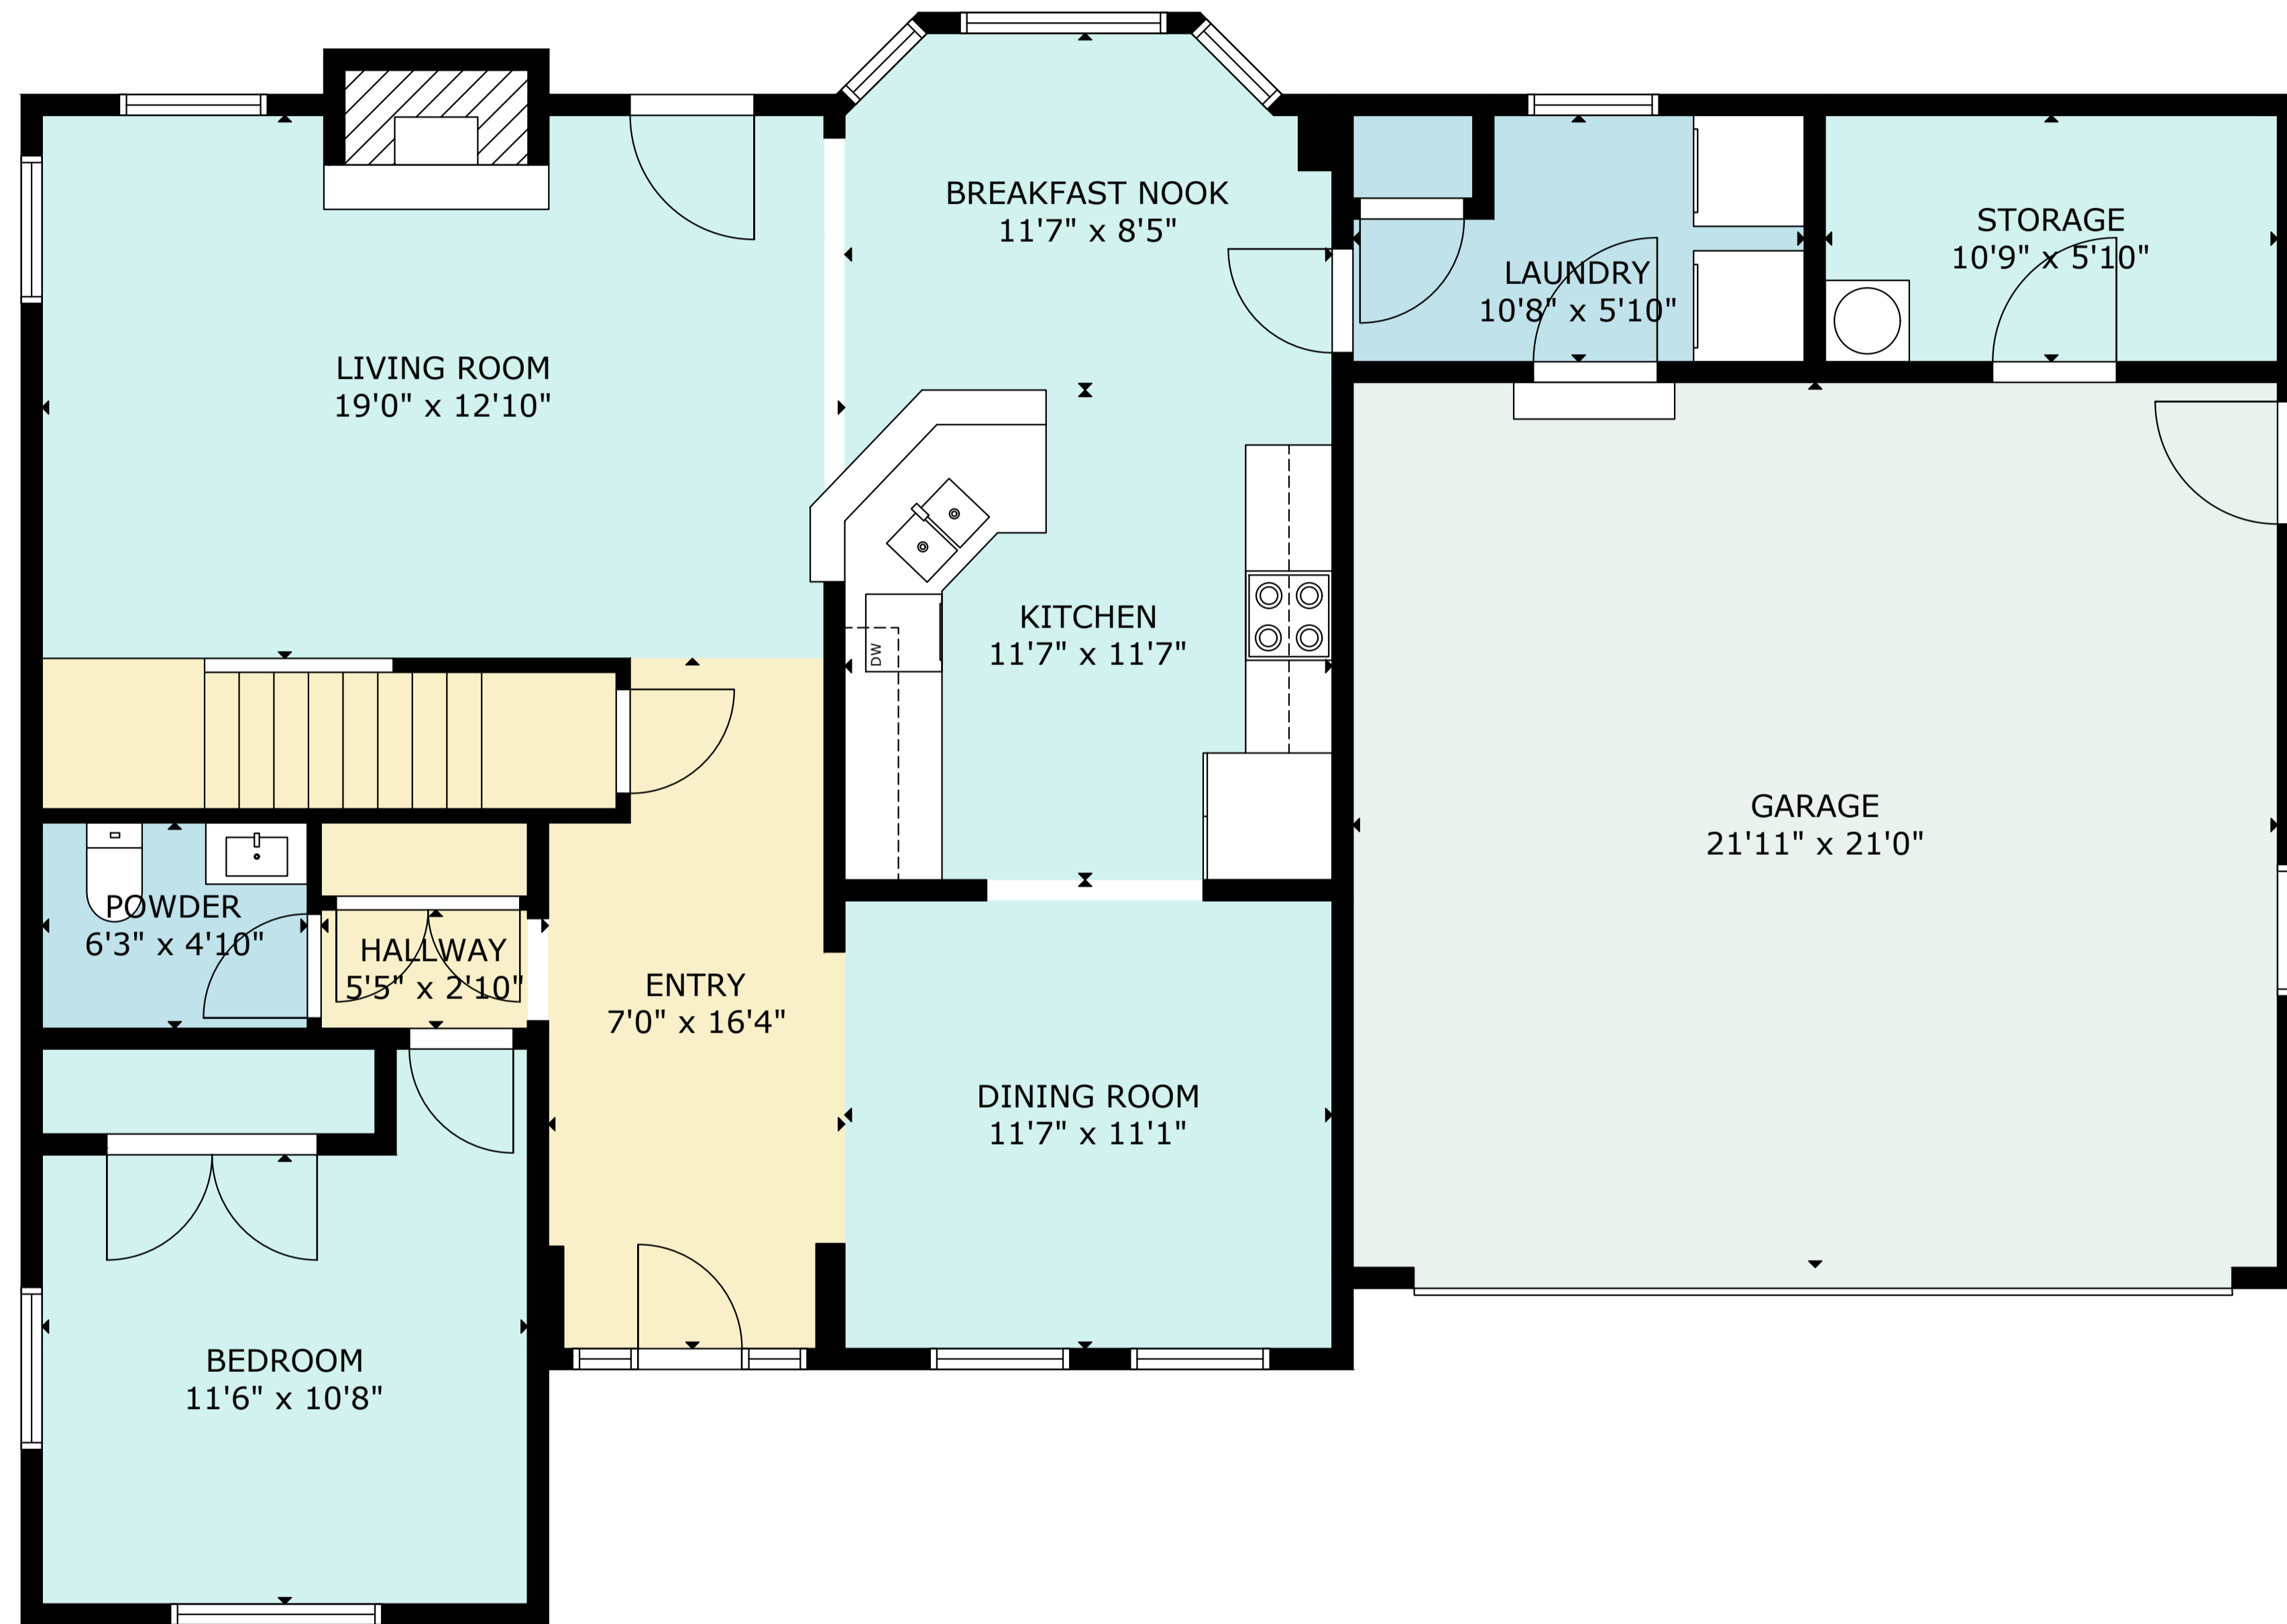 BREAKFAST NOOK
11'7" x 8'5"
STORAGE
10'9" x 5'10"
LAUNDRY
10'8" x 5'10"
LIVING ROOM
19'0" x 12'10"
KITCHEN
11'7" x 11'7"
DW
GARAGE
21'11" x 21'0"
POWDER
6'3" x 4'10"
HALLWAY
5'5" x 2'10"
ENTRY
7'0" x 16'4"
DINING ROOM
11'7" x 11'1"
BEDROOM
11'6" x 10'8"